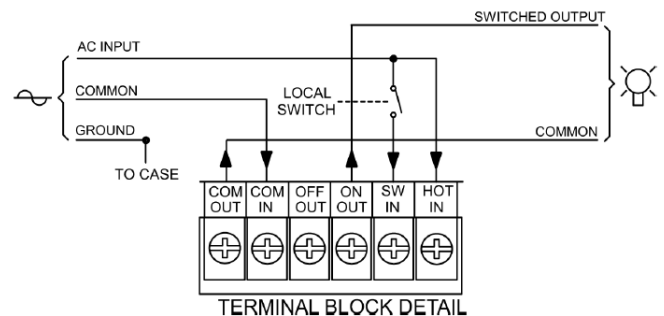 SWITCHED OUTPUT
AC INPUT
COMMON
LOCAL
SWITCH
GROUND
COMMON
TO CASE
COM OUT
COM IN
OFF OUT
ON OUT
SW IN
HOT IN
TERMINAL BLOCK DETAIL